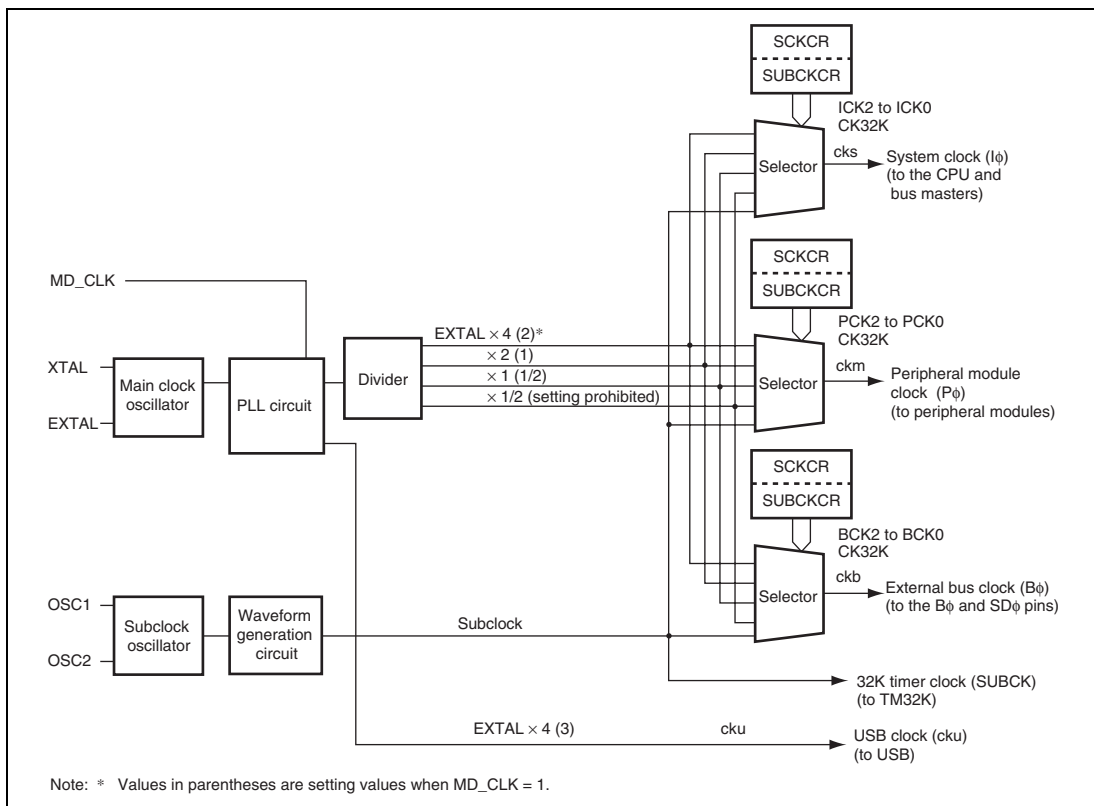 SCKCR
SUBCKCR
ICK2 to ICK0
CK32K
Selector
cks
System clock (Iϕ)
(to the CPU and
bus masters)
SCKCR
SUBCKCR
PCK2 to PCK0
CK32K
Selector
ckm
Peripheral module
clock (Pϕ)
(to peripheral modules)
MD_CLK
XTAL
EXTAL
Main clock
oscillator
PLL circuit
Divider
EXTAL × 4 (2)*
× 2 (1)
× 1 (1/2)
× 1/2 (setting prohibited)
SCKCR
SUBCKCR
BCK2 to BCK0
CK32K
Selector
ckb
External bus clock (Bϕ)
(to the Bϕ and SDϕ pins)
OSC1
OSC2
Subclock
oscillator
Waveform
generation
circuit
Subclock
32K timer clock (SUBCK)
(to TM32K)
EXTAL × 4 (3)
cku
USB clock (cku)
(to USB)
Note: * Values in parentheses are setting values when MD_CLK = 1.